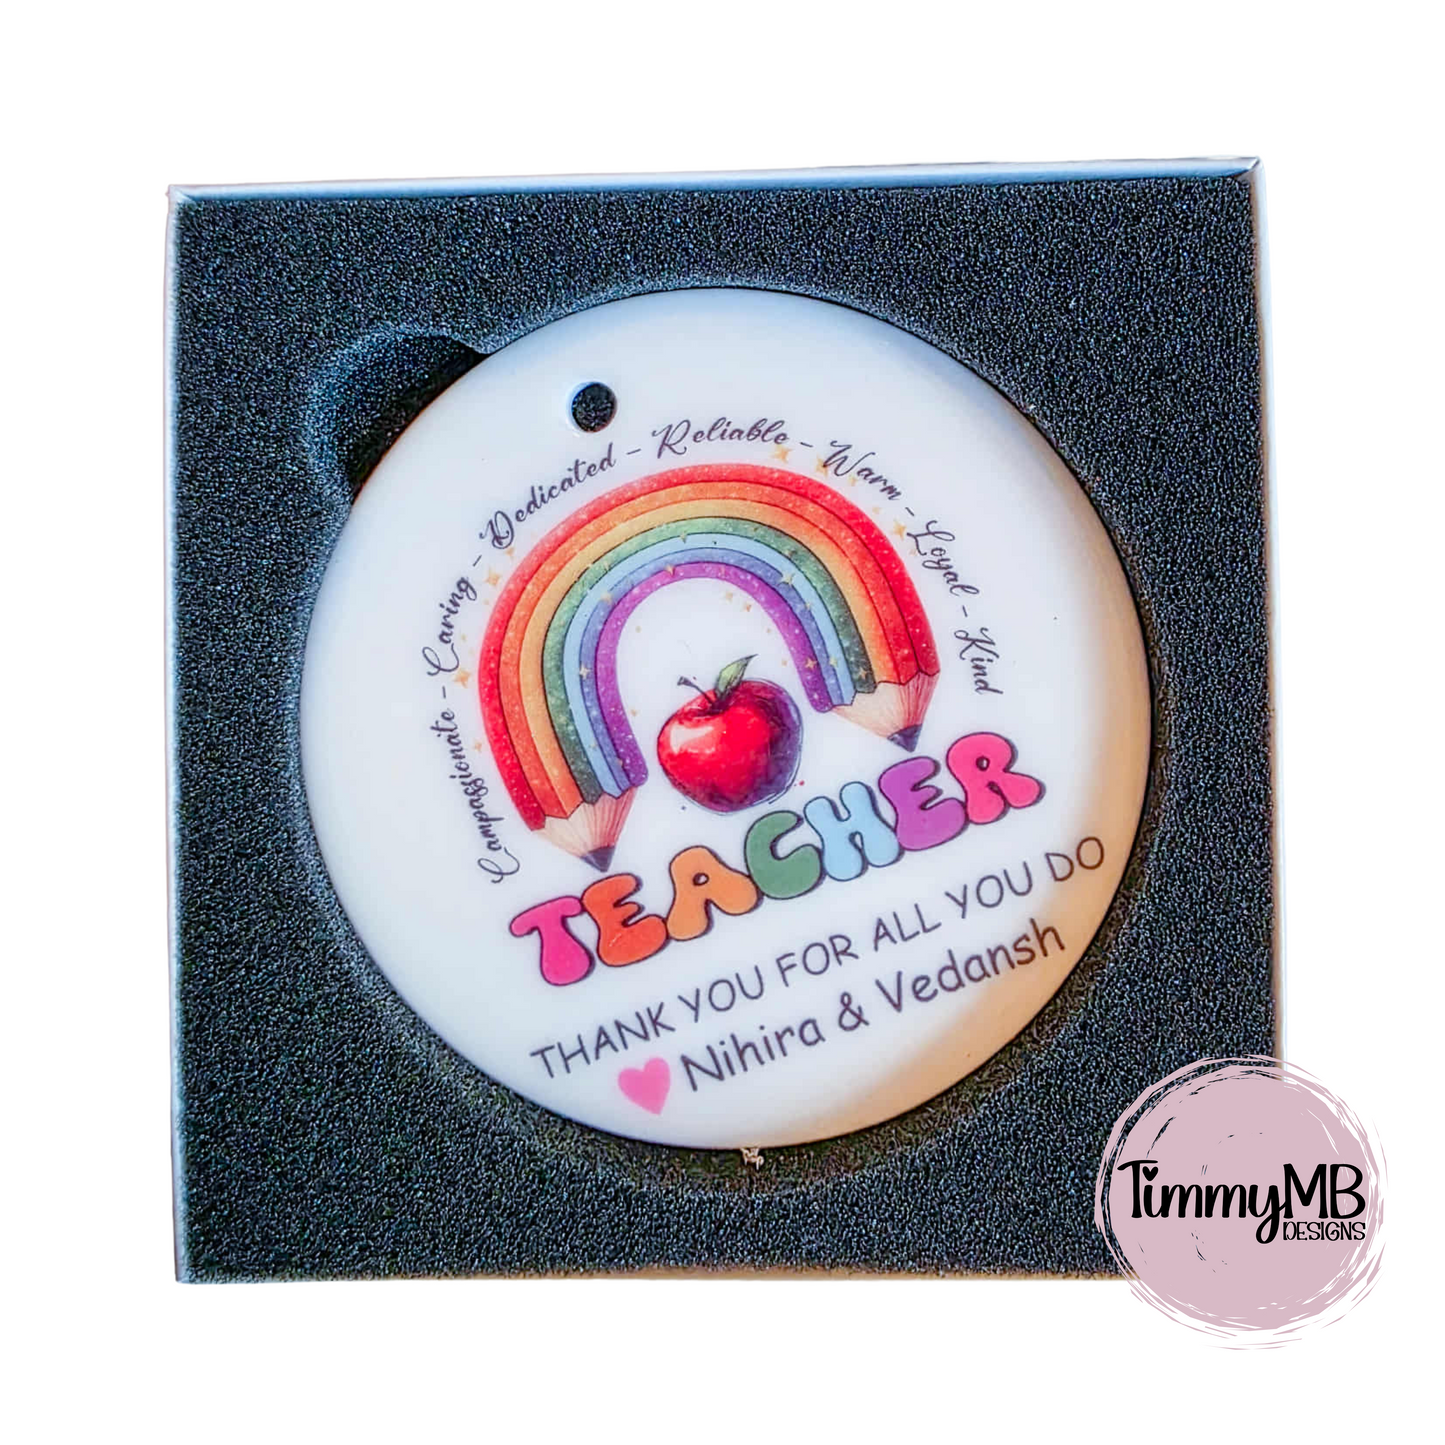 Compassionate - Caring - Dedicated - Reliable - Warm - Loyal - Kind
TEACHER
THANK YOU FOR ALL YOU DO
Nihira & Vedansh
TimmyMB
DESIGNS